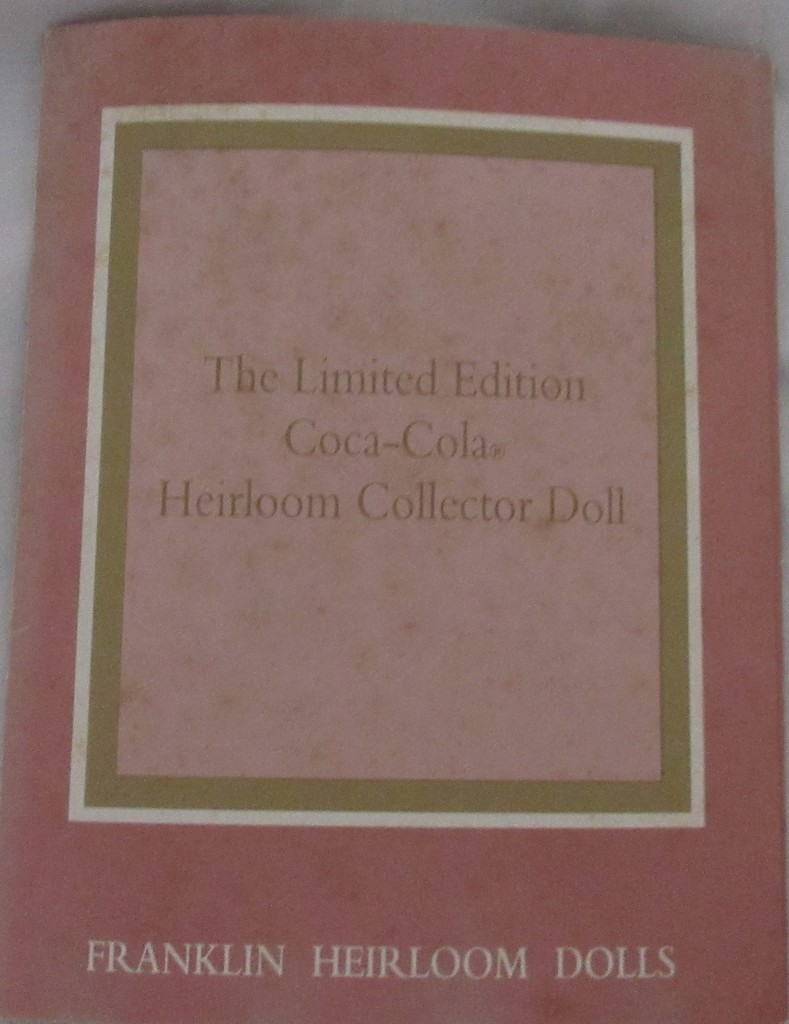 The Limited Edition
Coca-Cola®
Heirloom Collector Doll
FRANKLIN HEIRLOOM DOLLS